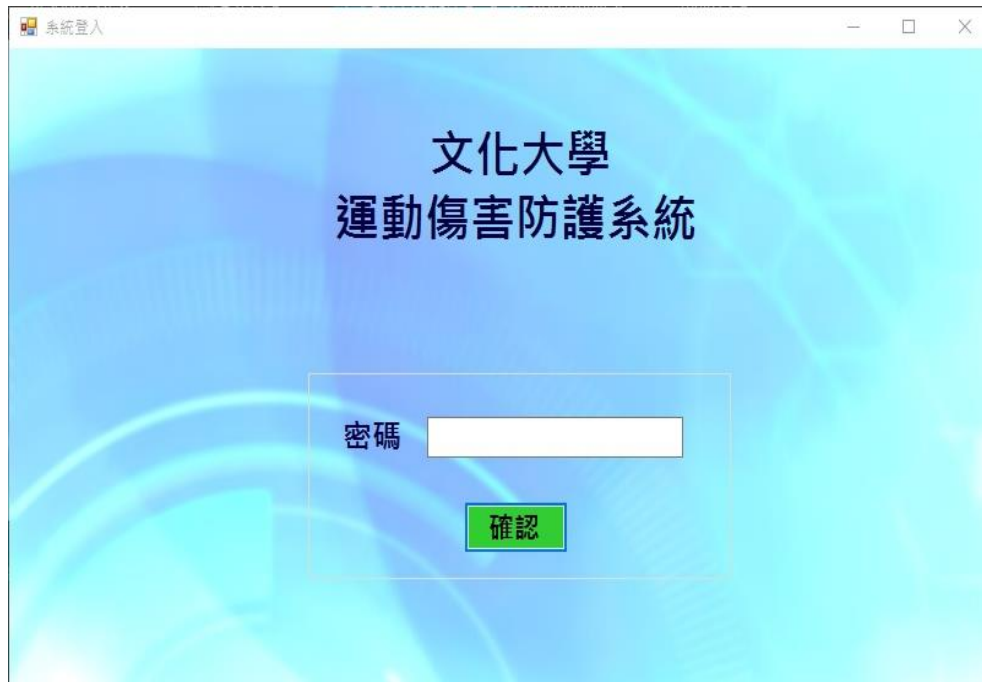 系統登入
文化大學
運動傷害防護系統
密碼
確認